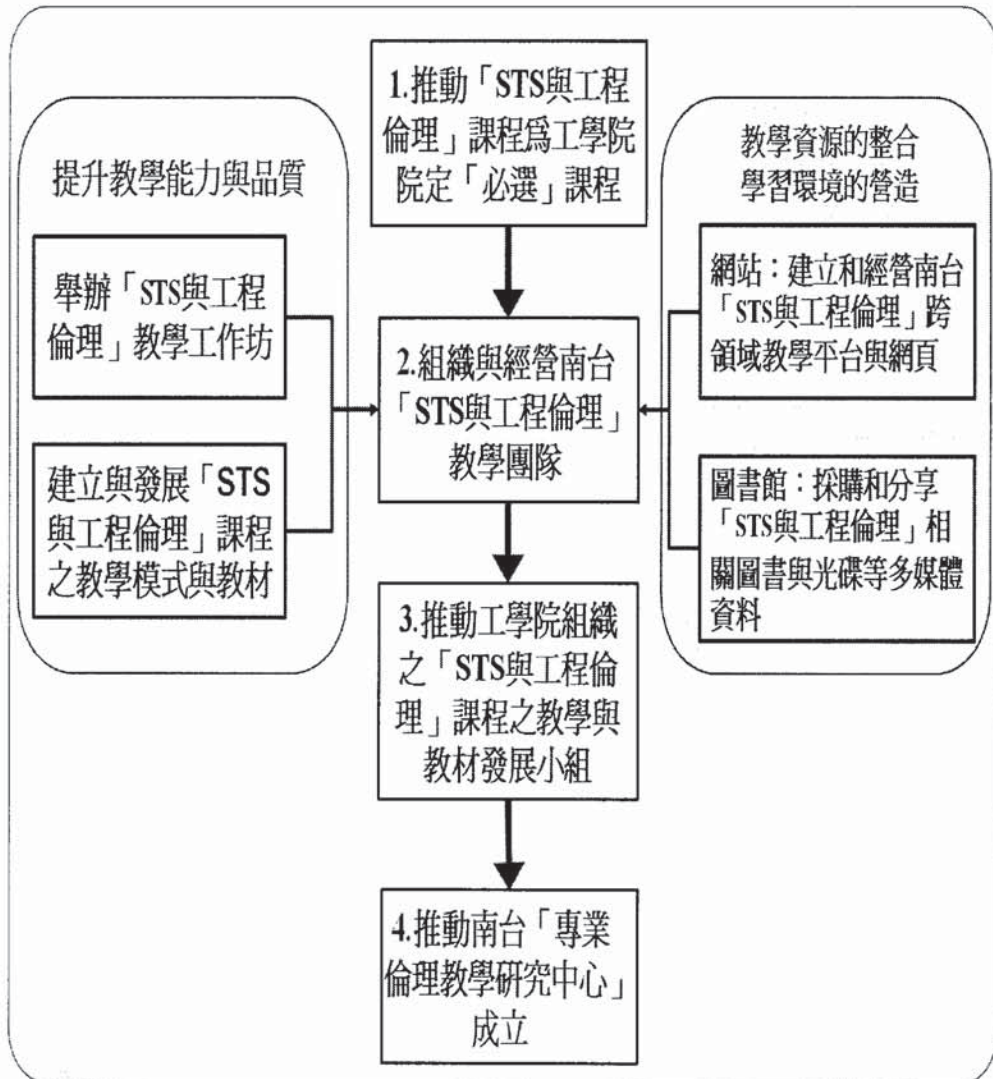 1.推動「STS與工程
倫理」課程爲工學院
院定「必選」課程
提升教學能力與品質
舉辦「STS與工程
倫理」教學工作坊
建立與發展「STS
與工程倫理」課程
之教學模式與教材
2.組織與經營南台
「STS與工程倫理」
教學團隊
教學資源的整合
學習環境的營造
網站：建立和經營南台
「STS與工程倫理」跨
領域教學平台與網頁
圖書館：採購和分享
「STS與工程倫理」相
關圖書與光碟等多媒體
資料
3.推動工學院組織
之「STS與工程倫
理」課程之教學與
教材發展小組
4.推動南台「專業
倫理教學研究中心」
成立